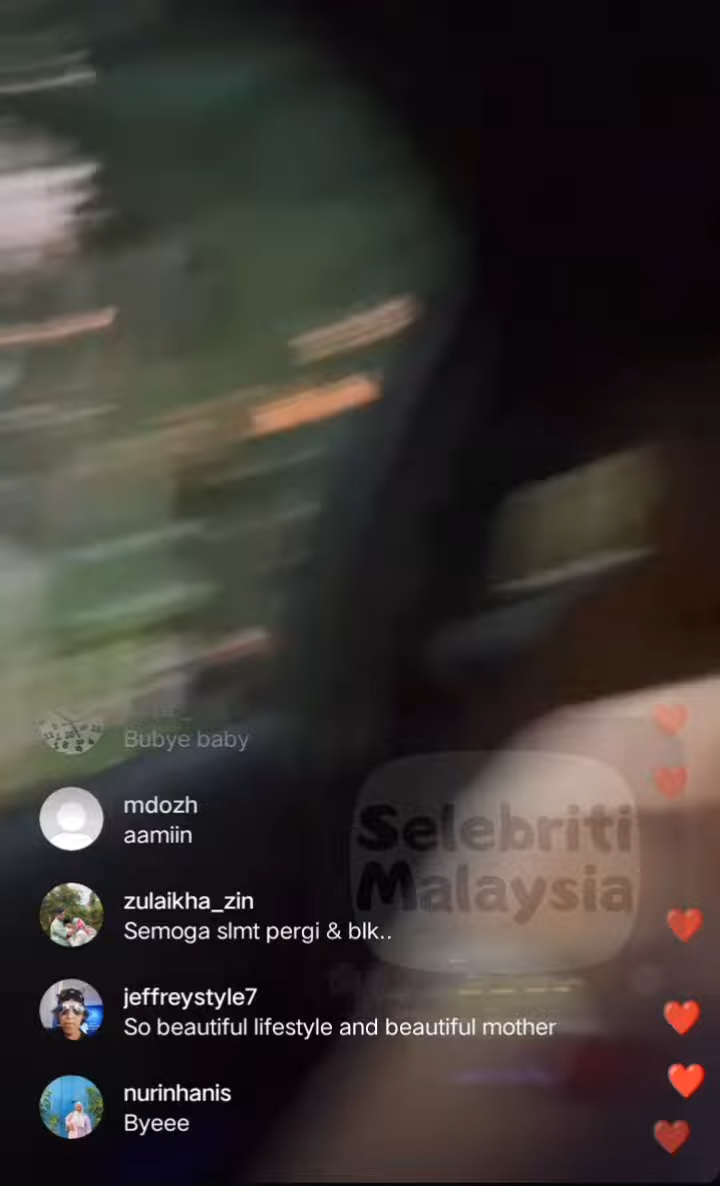 Bubye baby
mdozh
aamiin
zulaikha_zin
Semoga slmt pergi & blk..
jeffreystyle7
So beautiful lifestyle and beautiful mother
nurinhanis
Byeee
Selebriti
Malaysia